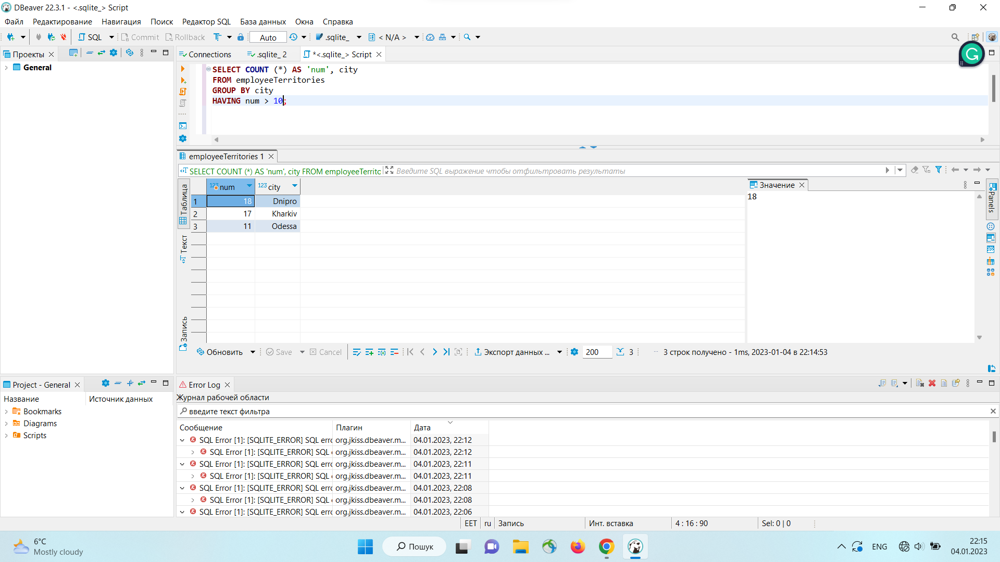 DBeaver 22.3.1 - <.sqlite_> Script
Файл Редактирование Навигация Поиск Редактор SQL База данных Окна Справка
SQL Commit Rollback Auto .sqlite_ < N/A >
Проекты
General
Connections .sqlite_ 2 *<.sqlite_> Script
SELECT COUNT (*) AS 'num', city
FROM employeeTerritories
GROUP BY city
HAVING num > 10;
employeeTerritories 1
SELECT COUNT (*) AS 'num', city FROM employeeTerrito Введите SQL выражение чтобы отфильтровать результаты
Таблица
Текст
Запись
123 num 123 city
1 18 Dnipro
2 17 Kharkiv
3 11 Odessa
Значение
18
Panels
Обновить Save Cancel Экспорт данных ... 200 3 3 строк получено - 1ms, 2023-01-04 в 22:14:53
Project - General
Название Источник данных
Bookmarks
Diagrams
Scripts
Error Log
Журнал рабочей области
введите текст фильтра
Сообщение Плагин Дата
SQL Error [1]: [SQLITE_ERROR] SQL erro org.jkiss.dbeaver.m... 04.01.2023, 22:12
SQL Error [1]: [SQLITE_ERROR] SQL e org.jkiss.dbeaver.m... 04.01.2023, 22:12
SQL Error [1]: [SQLITE_ERROR] SQL erro org.jkiss.dbeaver.m... 04.01.2023, 22:11
SQL Error [1]: [SQLITE_ERROR] SQL e org.jkiss.dbeaver.m... 04.01.2023, 22:11
SQL Error [1]: [SQLITE_ERROR] SQL erro org.jkiss.dbeaver.m... 04.01.2023, 22:08
SQL Error [1]: [SQLITE_ERROR] SQL e org.jkiss.dbeaver.m... 04.01.2023, 22:08
SQL Error [1]: [SQLITE_ERROR] SQL erro org.jkiss.dbeaver.m... 04.01.2023, 22:06
EET ru Запись Инт. вставка 4 : 16 : 90 Sel: 0 | 0
6°C
Mostly cloudy
Пошук
ENG
22:15
04.01.2023